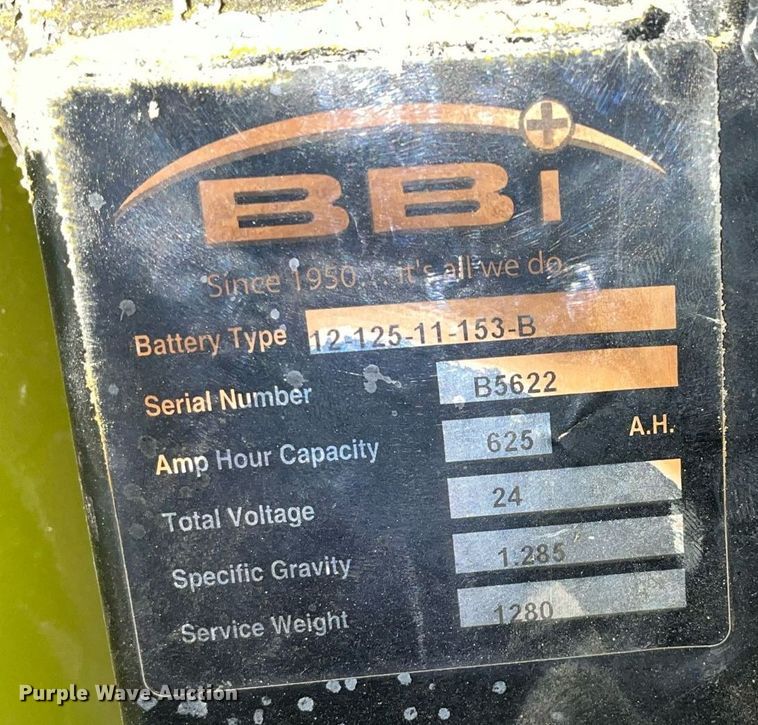 BBi
Since 1950... it's all we do.
Battery Type 12-125-11-153-B
Serial Number B5622
Amp Hour Capacity 625 A.H.
Total Voltage 24
Specific Gravity 1.285
Service Weight 1280
Purple Wave Auction